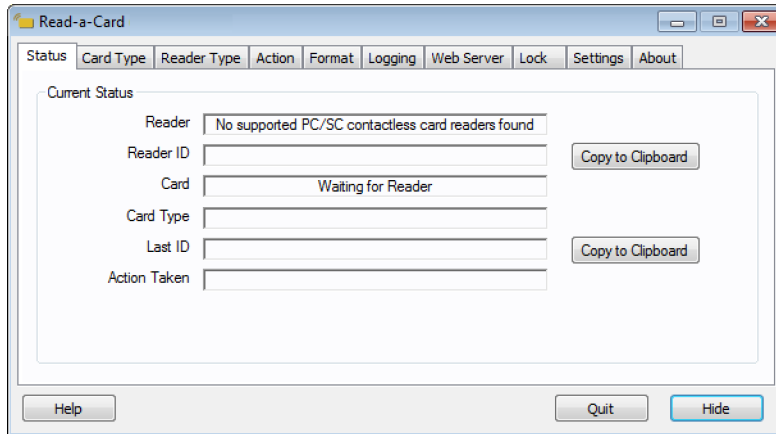 Read-a-Card
Status Card Type Reader Type Action Format Logging Web Server Lock Settings About
Current Status
Reader No supported PC/SC contactless card readers found
Reader ID Copy to Clipboard
Card Waiting for Reader
Card Type
Last ID Copy to Clipboard
Action Taken
Help Quit Hide